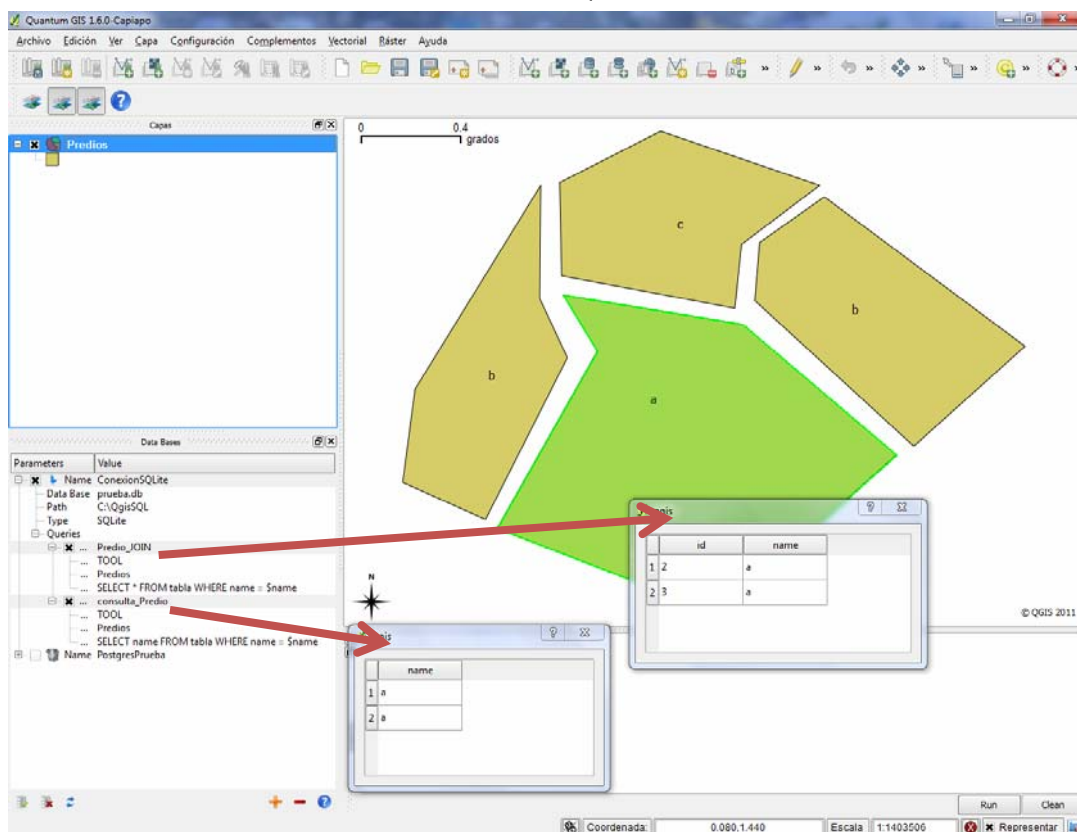 Quantum GIS 1.6.0-Capiapo
Archivo Edición Ver Capa Configuración Complementos Vectorial Ráster Ayuda
Capas
Predios
0 0.4
grados
c
b
b
a
Data Bases
Parameters Value
Name ConexionSQLite
Data Base prueba.db
Path C:\QgisSQL
Type SQLite
Queries
... Predio_JOIN
... TOOL
... Predios
... SELECT * FROM tabla WHERE name = $name
... consulta_Predio
... TOOL
... Predios
... SELECT name FROM tabla WHERE name = $name
Name PostgresPrueba
qgis
id name
1 2 a
2 3 a
N
© QGIS 2011
name
1 a
2 a
Run Clean
Coordenada: 0.080,1.440 Escala 1:1403506 Representar